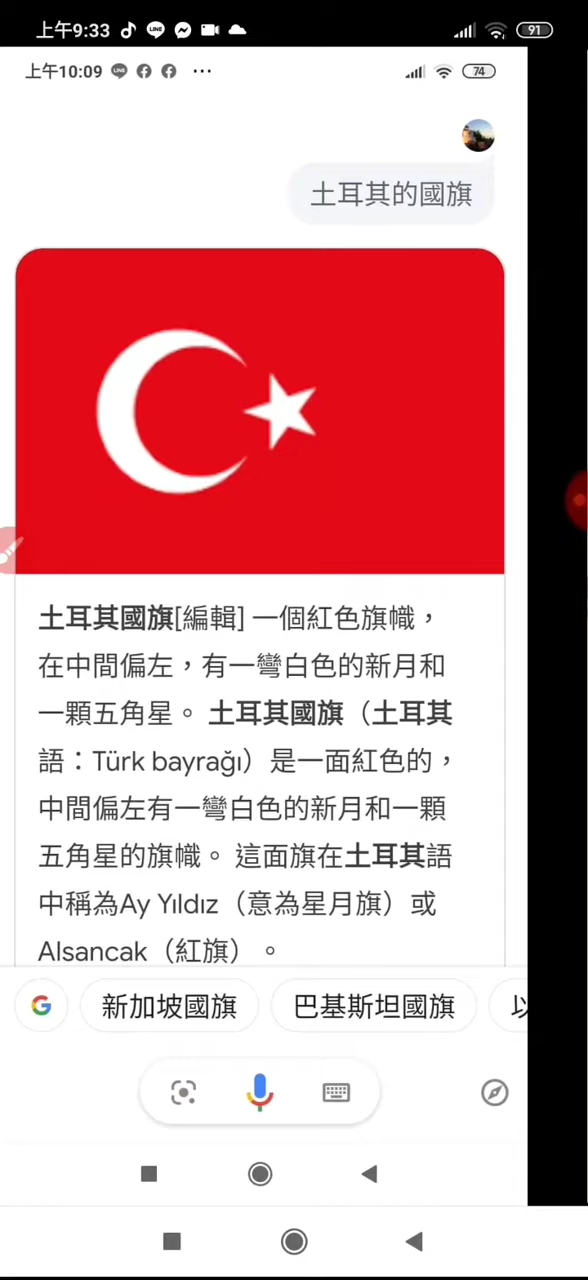 上午9:33
91
上午10:09
74
土耳其的國旗
土耳其國旗[編輯] 一個紅色旗幟，
在中間偏左，有一彎白色的新月和
一顆五角星。 土耳其國旗（土耳其
語：Türk bayrağı）是一面紅色的，
中間偏左有一彎白色的新月和一顆
五角星的旗幟。 這面旗在土耳其語
中稱為Ay Yıldız（意為星月旗）或
Alsancak（紅旗）。
新加坡國旗 巴基斯坦國旗 以